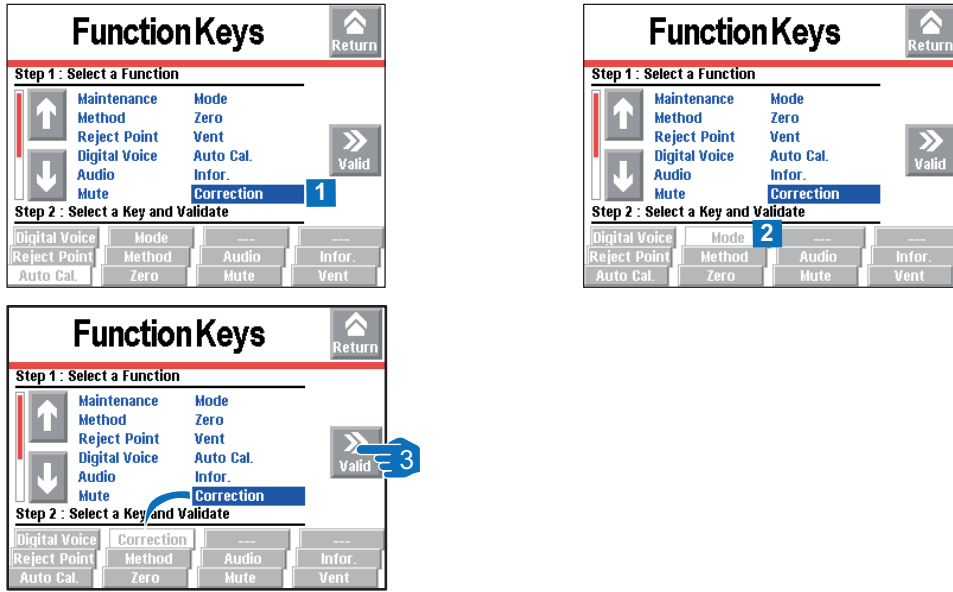 Function Keys
Return
Step 1 : Select a Function
Maintenance Mode
Method Zero
Reject Point Vent
Valid
Digital Voice Auto Cal.
Audio Infor.
Mute Correction 1
Step 2 : Select a Key and Validate
Digital Voice Mode --- ---
Reject Point Method Audio Infor.
Auto Cal. Zero Mute Vent
Function Keys
Return
Step 1 : Select a Function
Maintenance Mode
Method Zero
Reject Point Vent
Valid
Digital Voice Auto Cal.
Audio Infor.
Mute Correction
Step 2 : Select a Key and Validate
Digital Voice Mode 2 --- ---
Reject Point Method Audio Infor.
Auto Cal. Zero Mute Vent
Function Keys
Return
Step 1 : Select a Function
Maintenance Mode
Method Zero
Reject Point Vent
Digital Voice Auto Cal.
Valid 3
Audio Infor.
Mute Correction
Step 2 : Select a Key and Validate
Digital Voice Correction --- ---
Reject Point Method Audio Infor.
Auto Cal. Zero Mute Vent